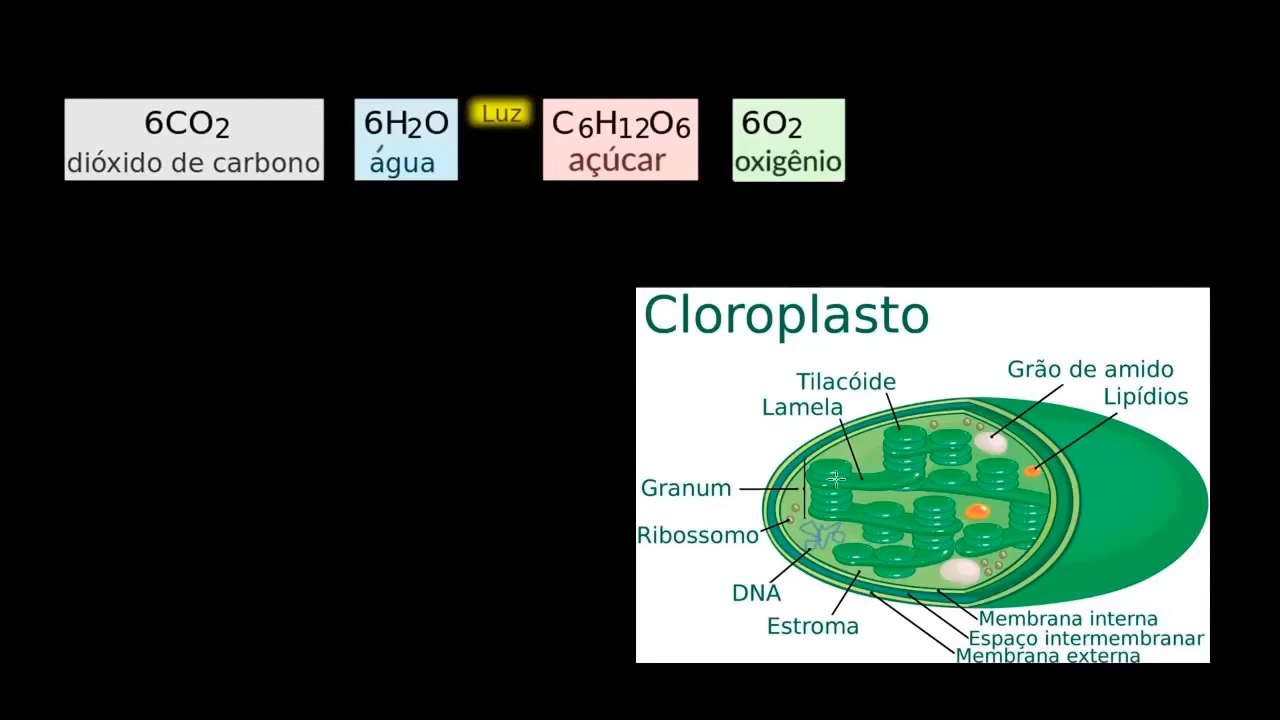 6CO2
dióxido de carbono
6H2O
água
Luz
C6H12O6
açúcar
6O2
oxigênio
Cloroplasto
Grão de amido
Tilacóide
Lipídios
Lamela
Granum
Ribossomo
DNA
Estroma
Membrana interna
Espaço intermembranar
Membrana externa